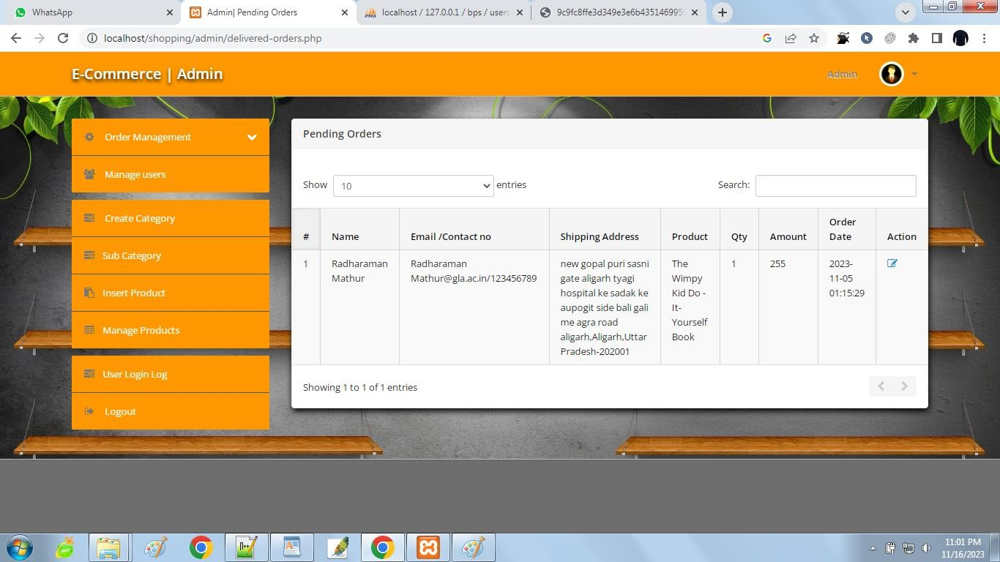 WhatsApp
Admin| Pending Orders
localhost / 127.0.0.1 / bps / users
9c9fc8ffe3d349e3e6b4351469959
localhost/shopping/admin/delivered-orders.php
E-Commerce | Admin
Admin
Order Management
Manage users
Create Category
Sub Category
Insert Product
Manage Products
User Login Log
Logout
Pending Orders
Show 10 entries
Search:
# Name Email /Contact no Shipping Address Product Qty Amount Order Date Action
1
Radharaman
Mathur
Radharaman
Mathur@gla.ac.in/123456789
new gopal puri sasni
gate aligarh tyagi
hospital ke sadak ke
aupogit side bali gali
me agra road
aligarh,Aligarh,Uttar
Pradesh-202001
The
Wimpy
Kid Do -
It-
Yourself
Book
1
255
2023-
11-05
01:15:29
Showing 1 to 1 of 1 entries
11:01 PM
11/16/2023